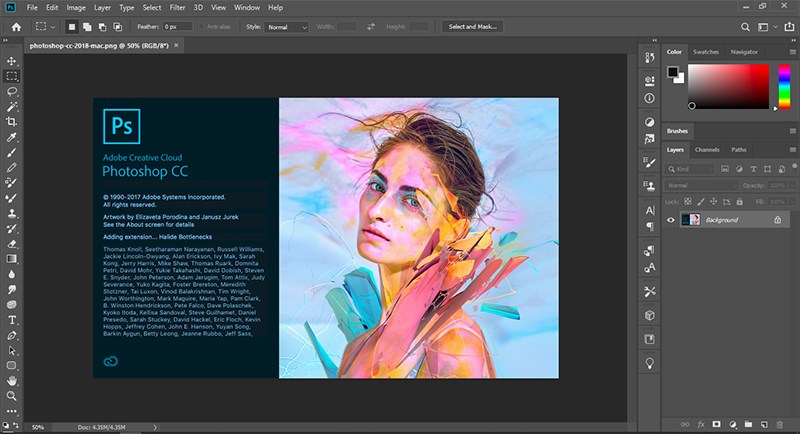 Ps
File Edit Image Layer Type Select Filter 3D View Window Help
Feather: 0 px
Anti-alias
Style: Normal
Width:
Height:
Select and Mask...
photoshop-cc-2018-mac.png @ 50% (RGB/8*) ×
Ps
Adobe Creative Cloud
Photoshop CC
© 1990-2017 Adobe Systems Incorporated.
All rights reserved.
Artwork by Elizaveta Porodina and Janusz Jurek
See the About screen for details
Adding extension... Halide Bottlenecks
Thomas Knoll, Seetharaman Narayanan, Russell Williams,
Jackie Lincoln-Owyang, Alan Erickson, Ivy Mak, Sarah
Kong, Jerry Harris, Mike Shaw, Thomas Ruark, Domnita
Petri, David Mohr, Yukie Takahashi, David Dobish, Steven
E. Snyder, John Peterson, Adam Jerugim, Tom Attix, Judy
Severance, Yuko Kagita, Foster Brereton, Meredith
Stotzner, Tai Luxon, Vinod Balakrishnan, Tim Wright,
John Worthington, Mark Maguire, Maria Yap, Pam Clark,
B. Winston Hendrickson, Pete Falco, Dave Polaschek,
Kyoko Itoda, Kellisa Sandoval, Steve Guilhamet, Daniel
Presedo, Sarah Stuckey, David Hackel, Eric Floch, Kevin
Hopps, Jeffrey Cohen, John E. Hanson, Yuyan Song,
Barkin Aygun, Betty Leong, Jeanne Rubbo, Jeff Sass,
50%
Doc: 4.35M/4.35M
Color Swatches Navigator
Brushes
Layers Channels Paths
Kind
Normal
Opacity: 100%
Lock:
Fill: 100%
Background